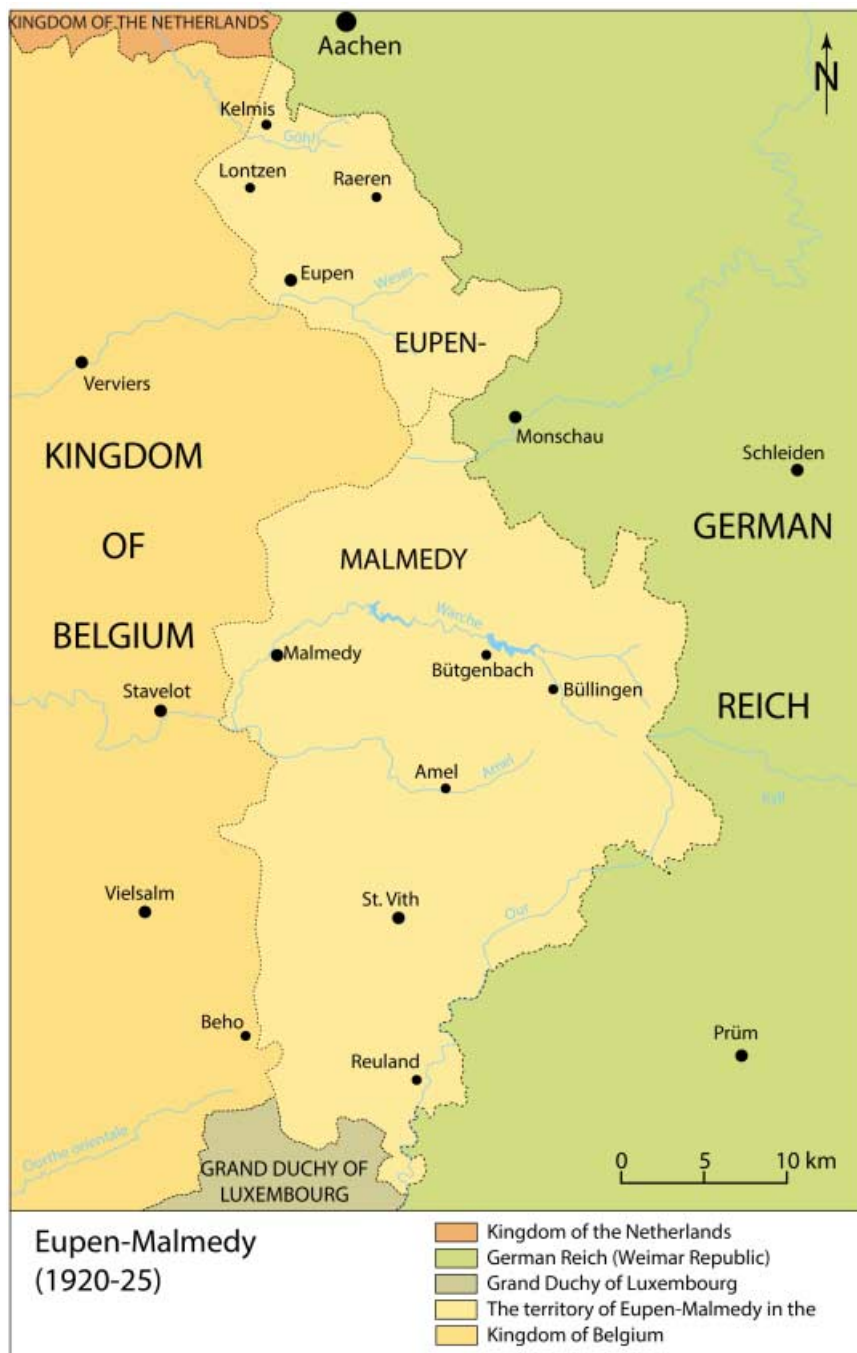 KINGDOM OF THE NETHERLANDS
Aachen
N
Kelmis
Göhl
Lontzen
Raeren
Eupen
Weser
EUPEN-
Verviers
Rur
Monschau
KINGDOM
Schleiden
GERMAN
OF
MALMEDY
Warche
BELGIUM
Malmedy
Bütgenbach
Büllingen
Stavelot
REICH
Amel
Amel
Kyll
Vielsalm
St. Vith
Our
Beho
Prüm
Reuland
Ourthe orientale
GRAND DUCHY OF
LUXEMBOURG
0 5 10 km
Eupen-Malmedy
(1920-25)
Kingdom of the Netherlands
German Reich (Weimar Republic)
Grand Duchy of Luxembourg
The territory of Eupen-Malmedy in the
Kingdom of Belgium